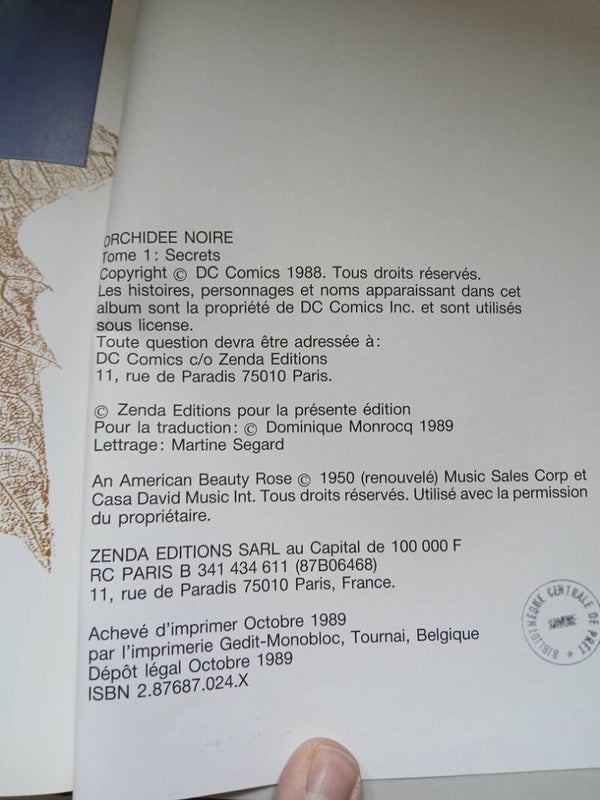 ORCHIDEE NOIRE
Tome 1: Secrets
Copyright © DC Comics 1988. Tous droits réservés.
Les histoires, personnages et noms apparaissant dans cet
album sont la propriété de DC Comics Inc. et sont utilisés
sous license.
Toute question devra être adressée à:
DC Comics c/o Zenda Editions
11, rue de Paradis 75010 Paris.
© Zenda Editions pour la présente édition
Pour la traduction: © Dominique Monrocq 1989
Lettrage: Martine Segard
An American Beauty Rose © 1950 (renouvelé) Music Sales Corp et
Casa David Music Int. Tous droits réservés. Utilisé avec la permission
du propriétaire.
ZENDA EDITIONS SARL au Capital de 100 000 F
RC PARIS B 341 434 611 (87B06468)
11, rue de Paradis 75010 Paris, France.
Achevé d'imprimer Octobre 1989
par l'imprimerie Gedit-Monobloc, Tournai, Belgique
Dépôt légal Octobre 1989
ISBN 2.87687.024.X
BIBLIOTHEQUE CENTRALE DE PRET *